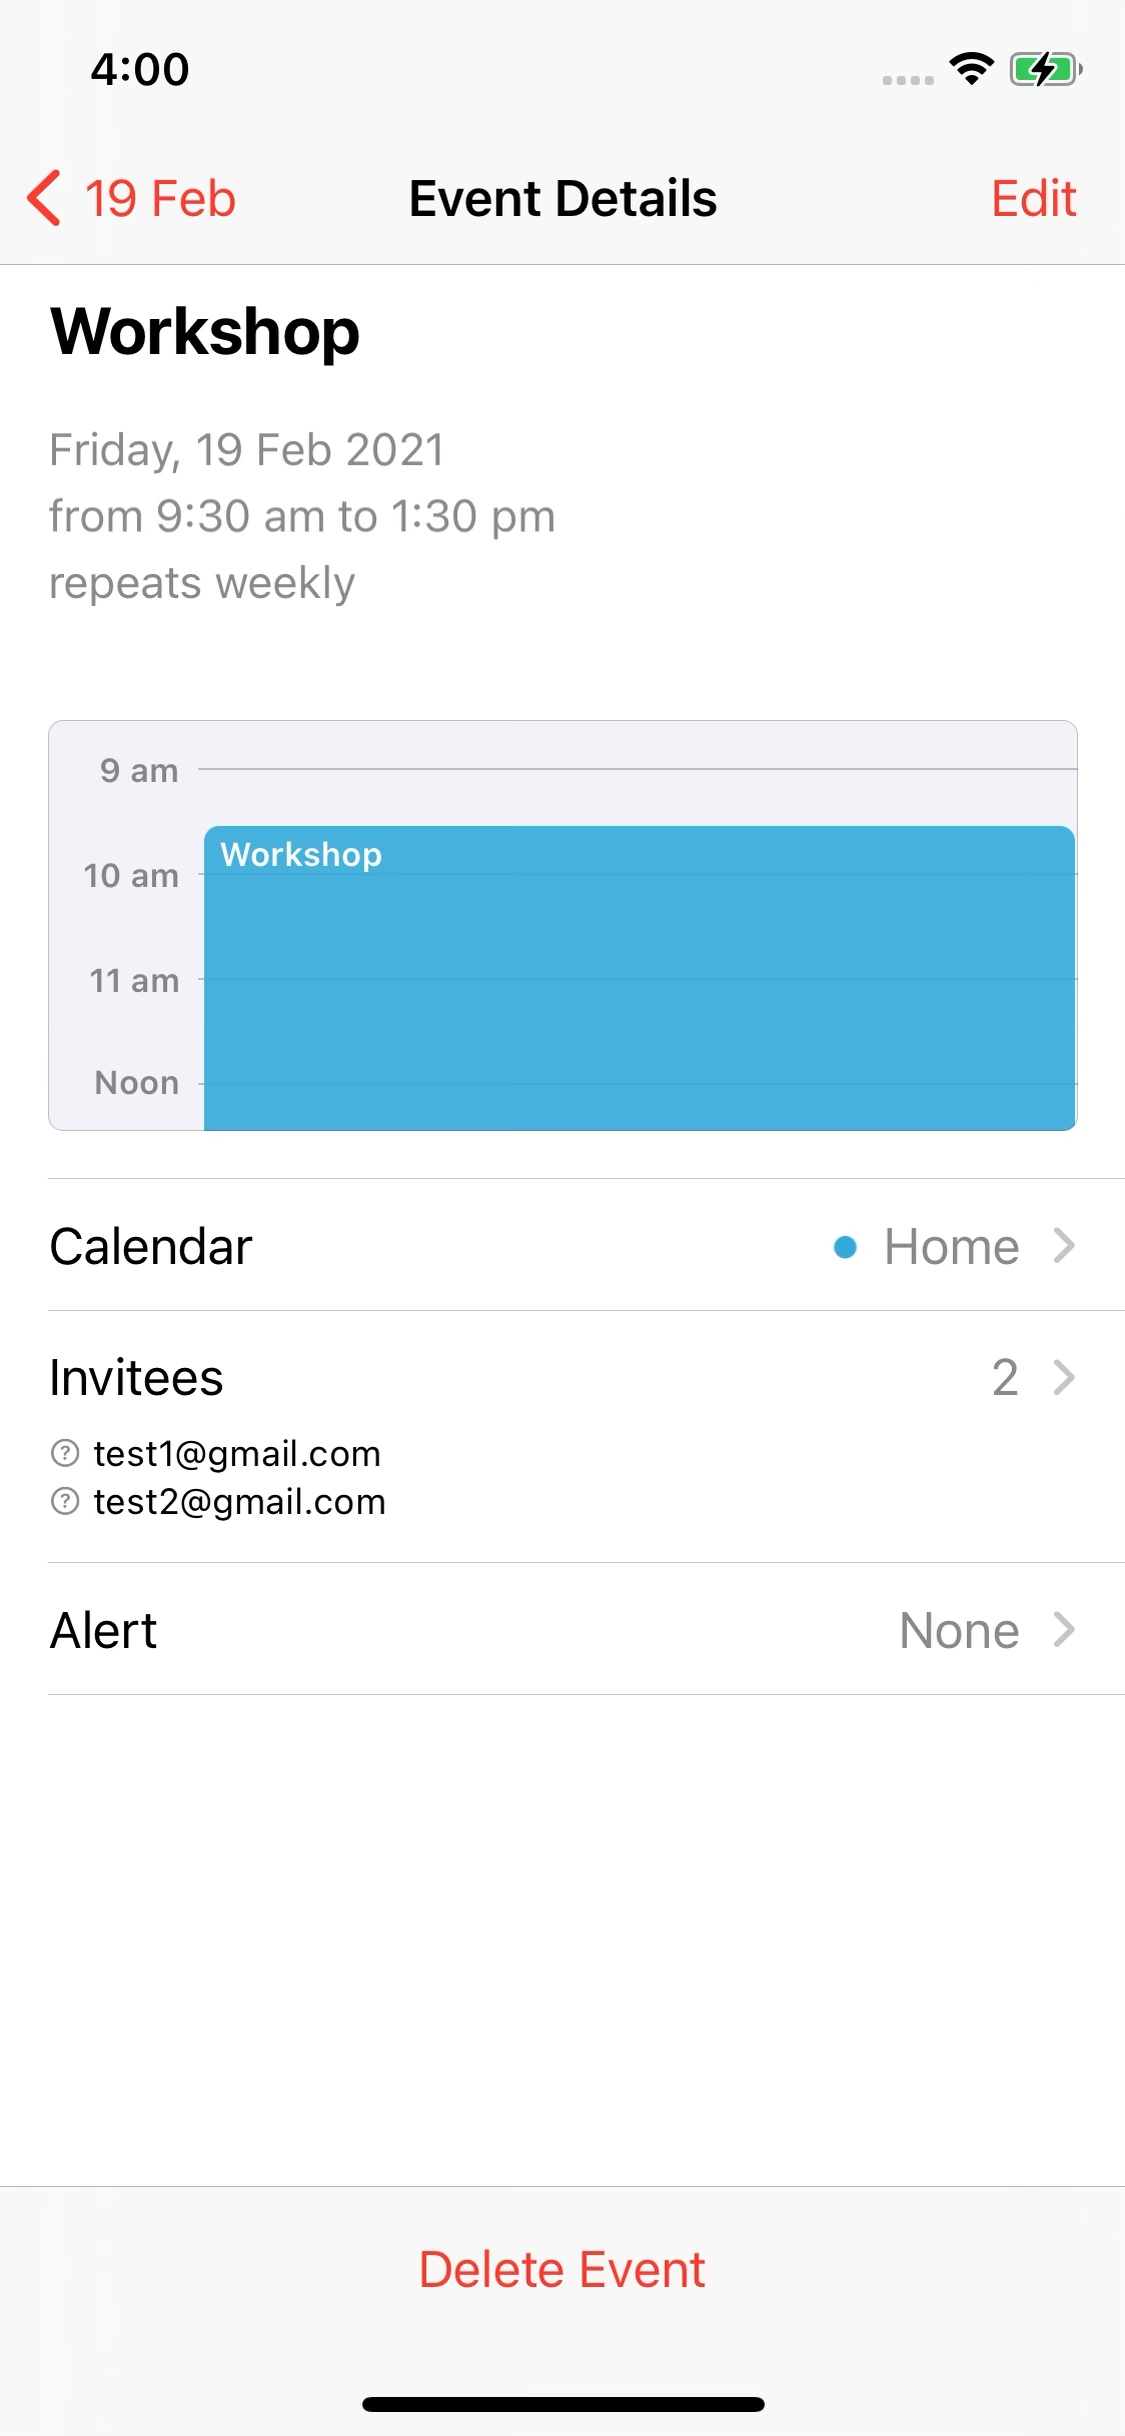 4:00
19 Feb
Event Details
Edit
Workshop
Friday, 19 Feb 2021
from 9:30 am to 1:30 pm
repeats weekly
9 am
Workshop
10 am
11 am
Noon
Calendar
Home
Invitees
2
test1@gmail.com
test2@gmail.com
Alert
None
Delete Event